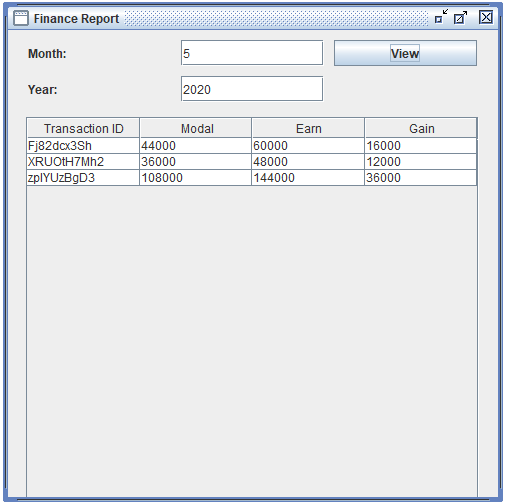 Finance Report
Month: 5 View
Year: 2020
Transaction ID Modal Earn Gain
Fj82dcx3Sh 44000 60000 16000
XRUOtH7Mh2 36000 48000 12000
zpIYUzBgD3 108000 144000 36000